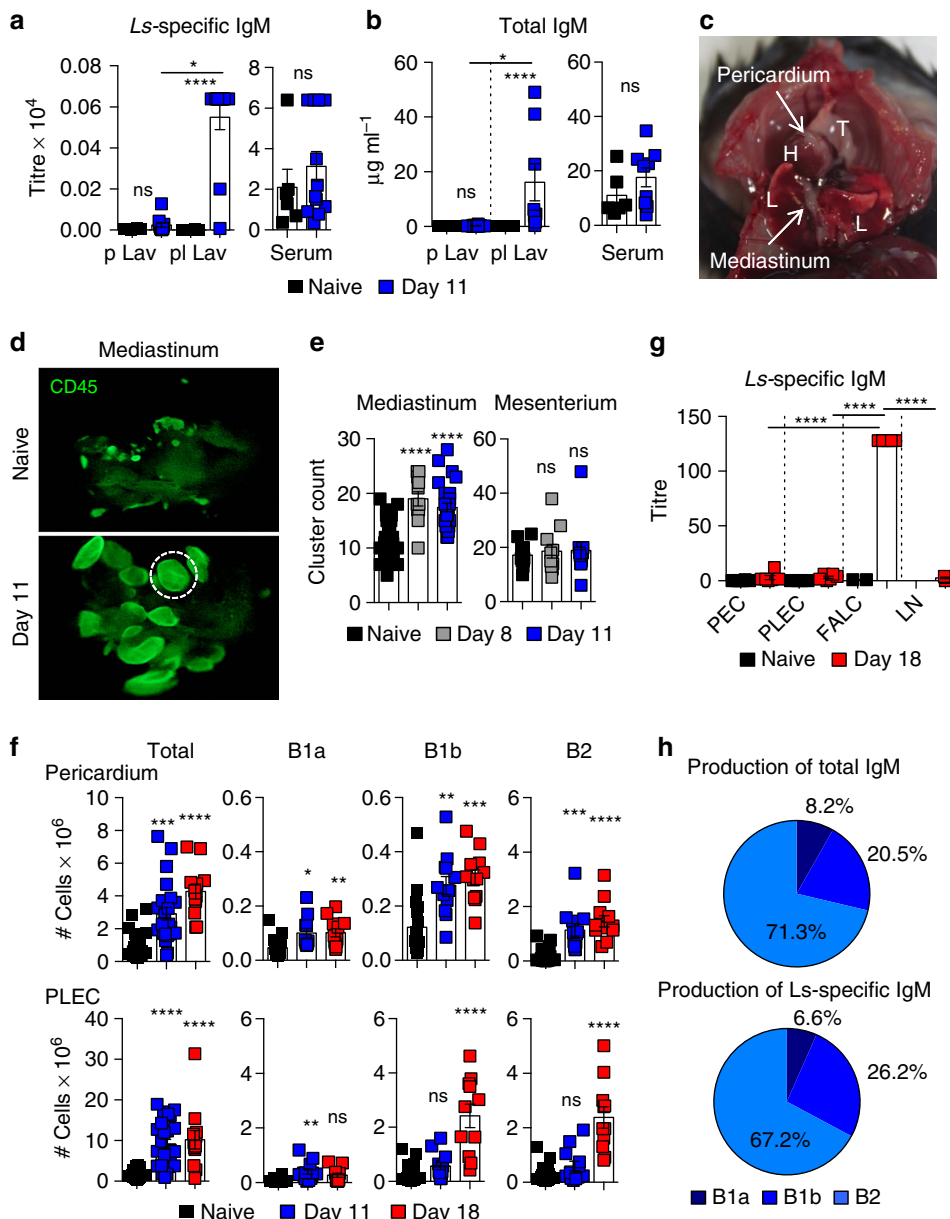 a
Ls-specific IgM
Titre × 10⁴
0.08
0.06
0.04
0.02
0.00
ns
*
****
p Lav
pl Lav
8
6
4
2
0
ns
Serum
b
Total IgM
µg ml⁻¹
60
40
20
0
ns
*
****
p Lav
pl Lav
60
40
20
0
ns
Serum
Naive
Day 11
c
Pericardium
T
H
L
L
Mediastinum
d
Mediastinum
CD45
Naive
Day 11
e
Mediastinum
Mesenterium
Cluster count
30
20
10
0
****
****
60
40
20
0
ns
ns
Naive
Day 8
Day 11
g
Ls-specific IgM
Titre
150
100
50
0
****
****
****
PEC
PLEC
FALC
LN
Naive
Day 18
f
Total
B1a
B1b
B2
Pericardium
# Cells × 10⁶
10
8
6
4
2
0
***
****
0.6
0.4
0.2
0.0
*
**
0.6
0.4
0.2
0.0
**
***
6
4
2
0
***
****
PLEC
# Cells × 10⁶
40
30
20
10
0
****
****
6
4
2
0
**
ns
6
4
2
0
ns
****
6
4
2
0
ns
****
Naive
Day 11
Day 18
h
Production of total IgM
8.2%
20.5%
71.3%
Production of Ls-specific IgM
6.6%
26.2%
67.2%
B1a
B1b
B2